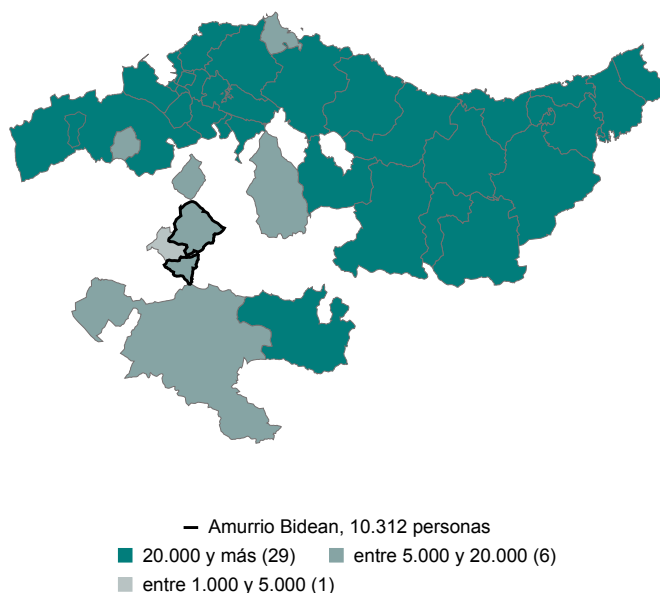 Amurrio Bidean, 10.312 personas
20.000 y más (29) entre 5.000 y 20.000 (6)
entre 1.000 y 5.000 (1)